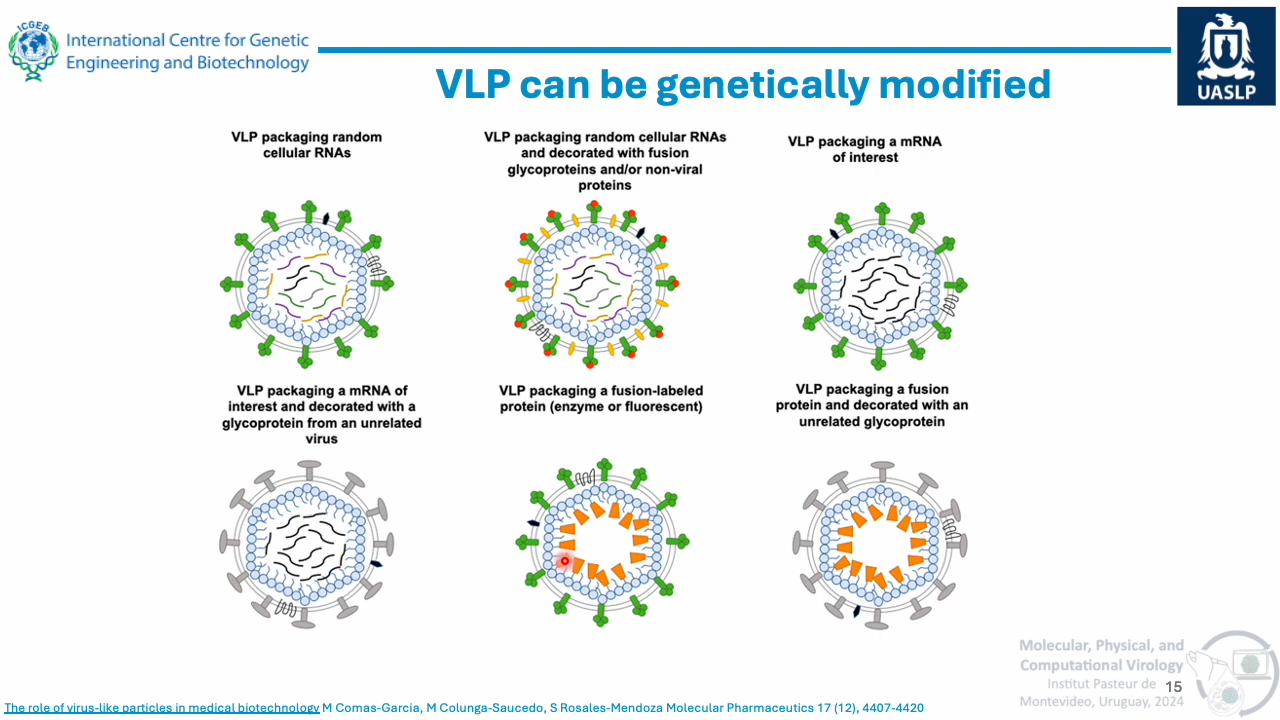 ICGEB
International Centre for Genetic
Engineering and Biotechnology
UASLP
VLP can be genetically modified
VLP packaging random
cellular RNAs
VLP packaging random cellular RNAs
and decorated with fusion
glycoproteins and/or non-viral
proteins
VLP packaging a mRNA
of interest
VLP packaging a mRNA of
interest and decorated with a
glycoprotein from an unrelated
virus
VLP packaging a fusion-labeled
protein (enzyme or fluorescent)
VLP packaging a fusion
protein and decorated with an
unrelated glycoprotein
Molecular, Physical, and
Computational Virology
Institut Pasteur de
Montevideo, Uruguay, 2024
15
The role of virus-like particles in medical biotechnology M Comas-Garcia, M Colunga-Saucedo, S Rosales-Mendoza Molecular Pharmaceutics 17 (12), 4407-4420